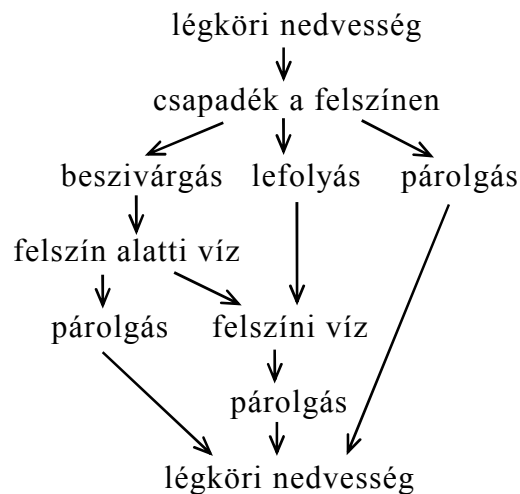 légköri nedvesség
csapadék a felszínen
beszivárgás lefolyás párolgás
felszín alatti víz
párolgás felszíni víz
párolgás
légköri nedvesség